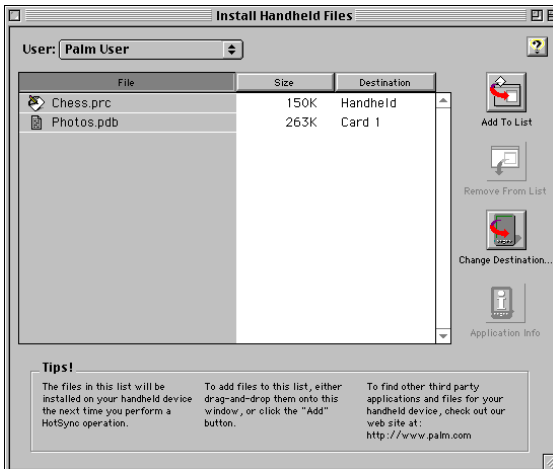 Install Handheld Files
User: Palm User
File Size Destination
Chess.prc 150K Handheld
Photos.pdb 263K Card 1
Add To List
Remove From List
Change Destination...
Application Info
Tips!
The files in this list will be
installed on your handheld device
the next time you perform a
HotSync operation.
To add files to this list, either
drag-and-drop them onto this
window, or click the "Add"
button.
To find other third party
applications and files for your
handheld device, check out our
web site at:
http://www.palm.com